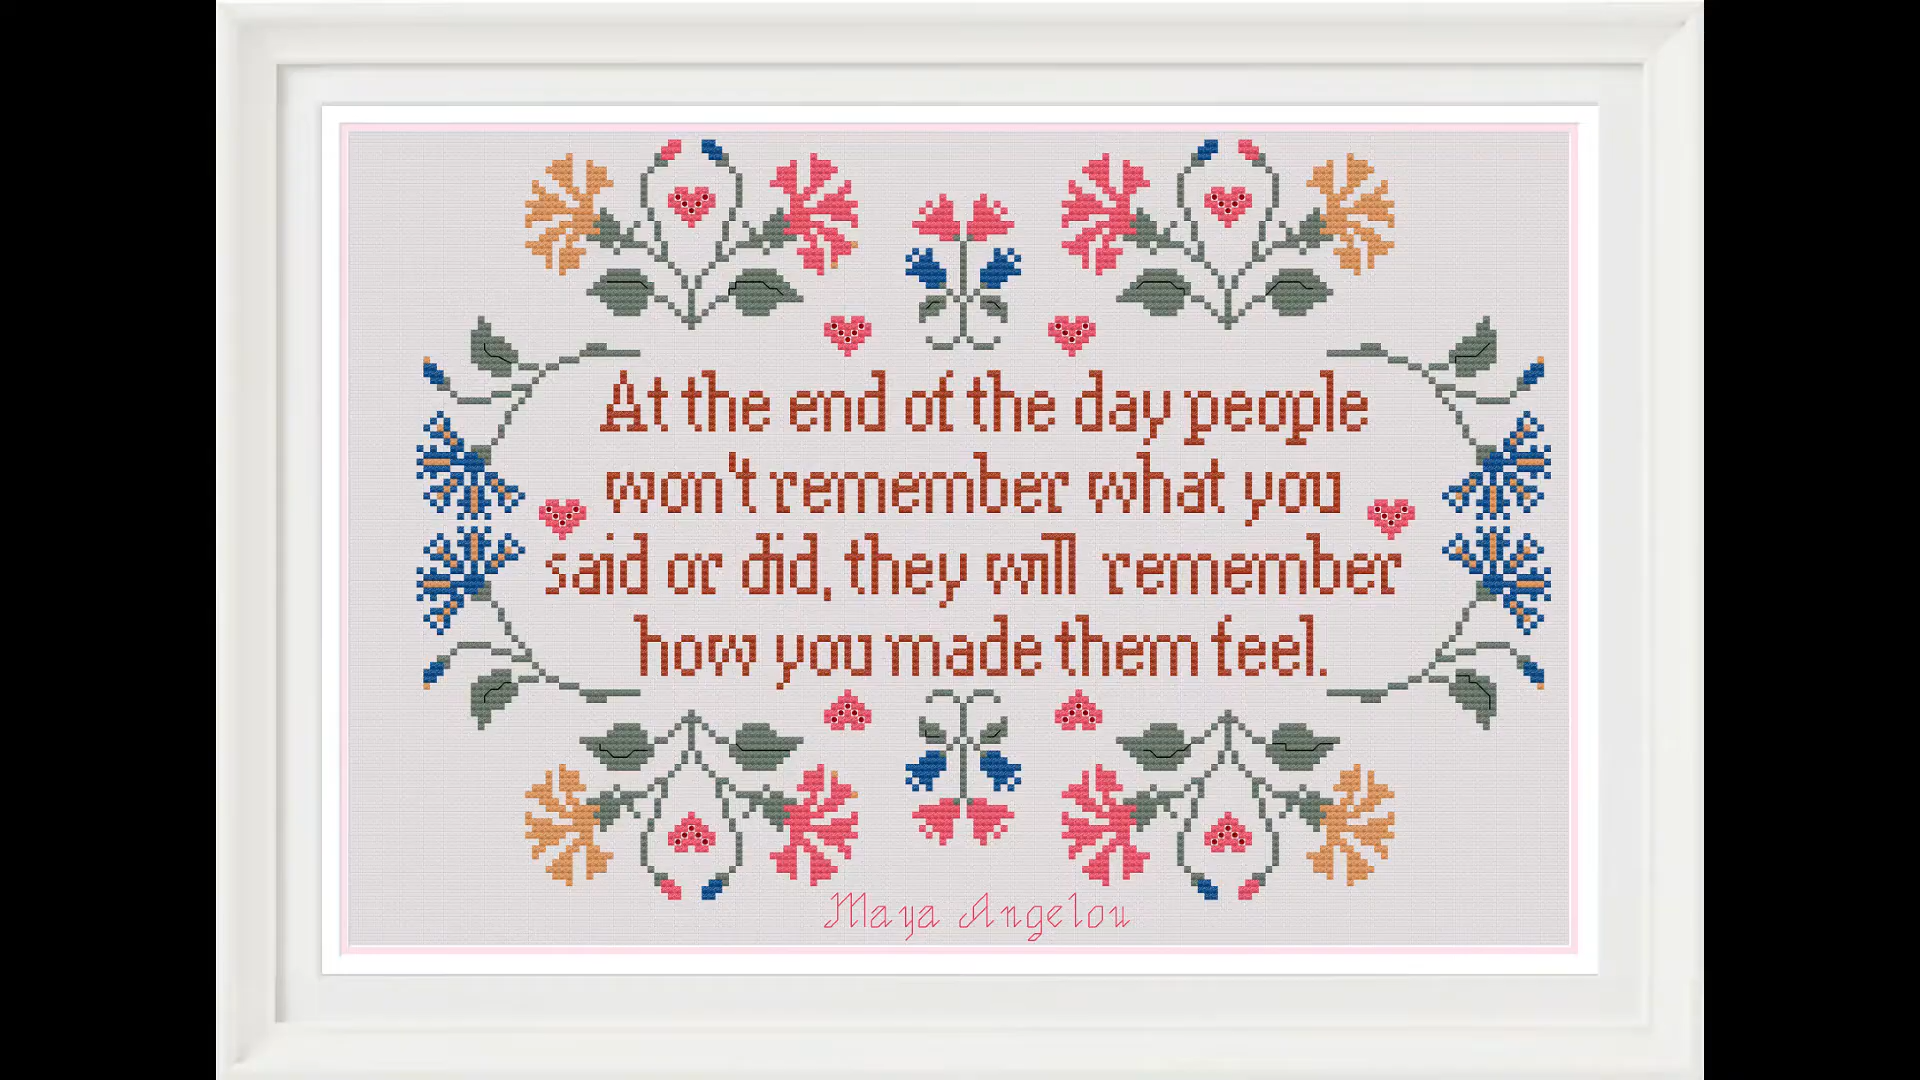 At the end of the day people
won't remember what you
said or did, they will remember
how you made them feel.
Maya Angelou